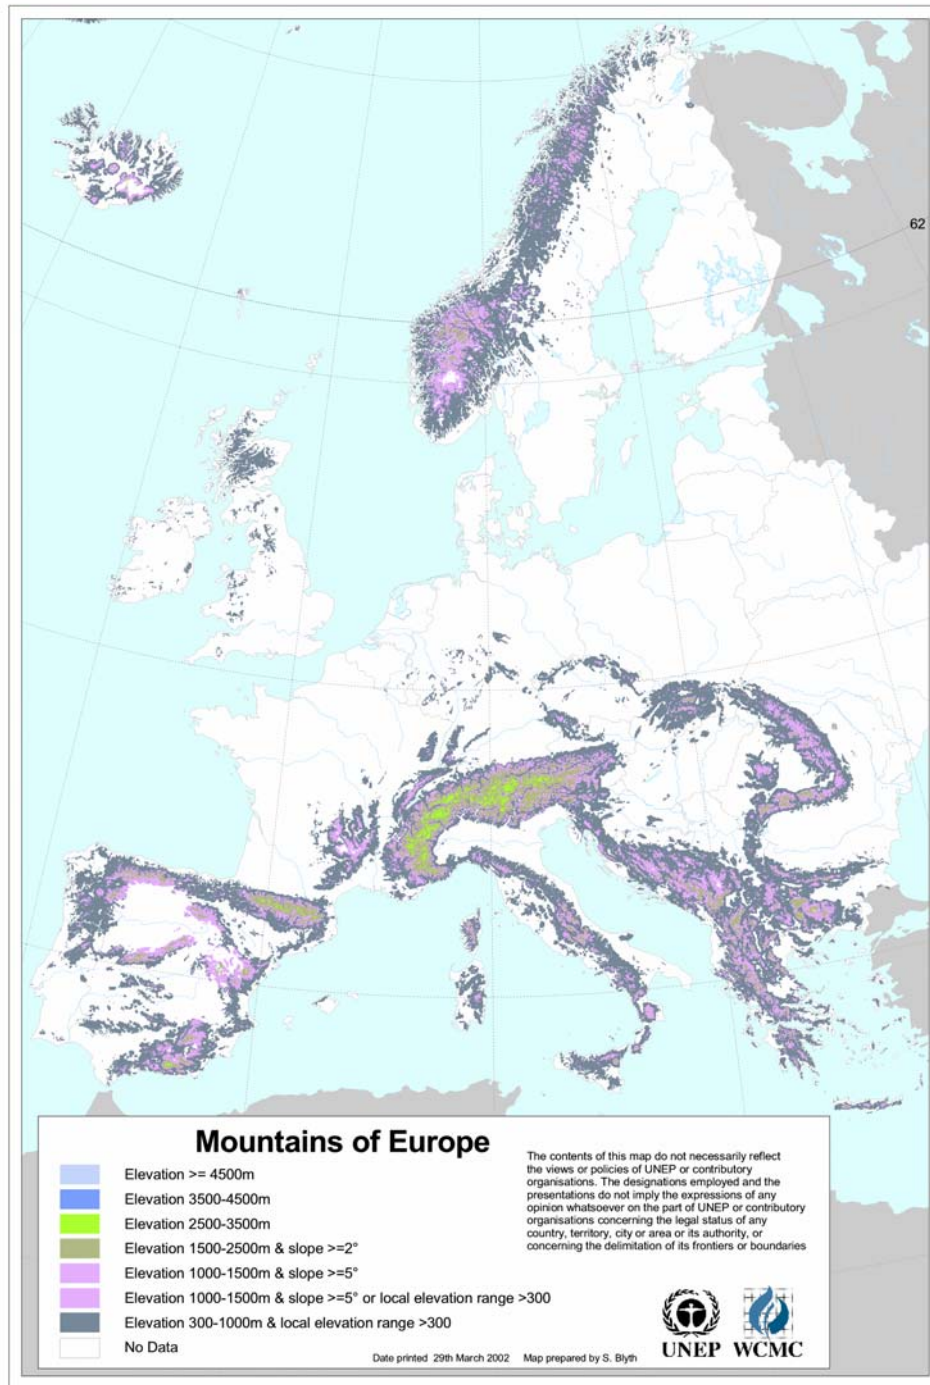 62
Mountains of Europe
Elevation >= 4500m
Elevation 3500-4500m
Elevation 2500-3500m
Elevation 1500-2500m & slope >=2°
Elevation 1000-1500m & slope >=5°
Elevation 1000-1500m & slope >=5° or local elevation range >300
Elevation 300-1000m & local elevation range >300
No Data
The contents of this map do not necessarily reflect
the views or policies of UNEP or contributory
organisations. The designations employed and the
presentations do not imply the expressions of any
opinion whatsoever on the part of UNEP or contributory
organisations concerning the legal status of any
country, territory, city or area or its authority, or
concerning the delimitation of its frontiers or boundaries
UNEP WCMC
Date printed 29th March 2002 Map prepared by S. Blyth